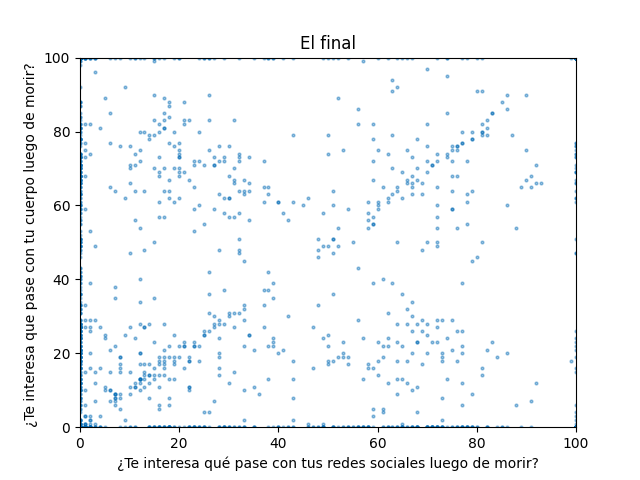 El final
100
80
60
40
20
0
¿Te interesa que pase con tu cuerpo luego de morir?
0 20 40 60 80 100
¿Te interesa qué pase con tus redes sociales luego de morir?